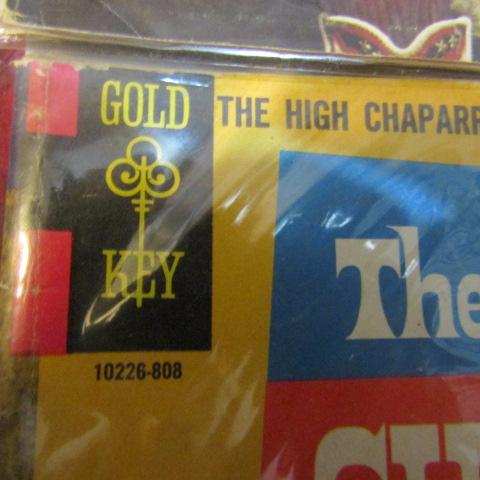 GOLD
KEY
THE HIGH CHAPARR
10226-808
The